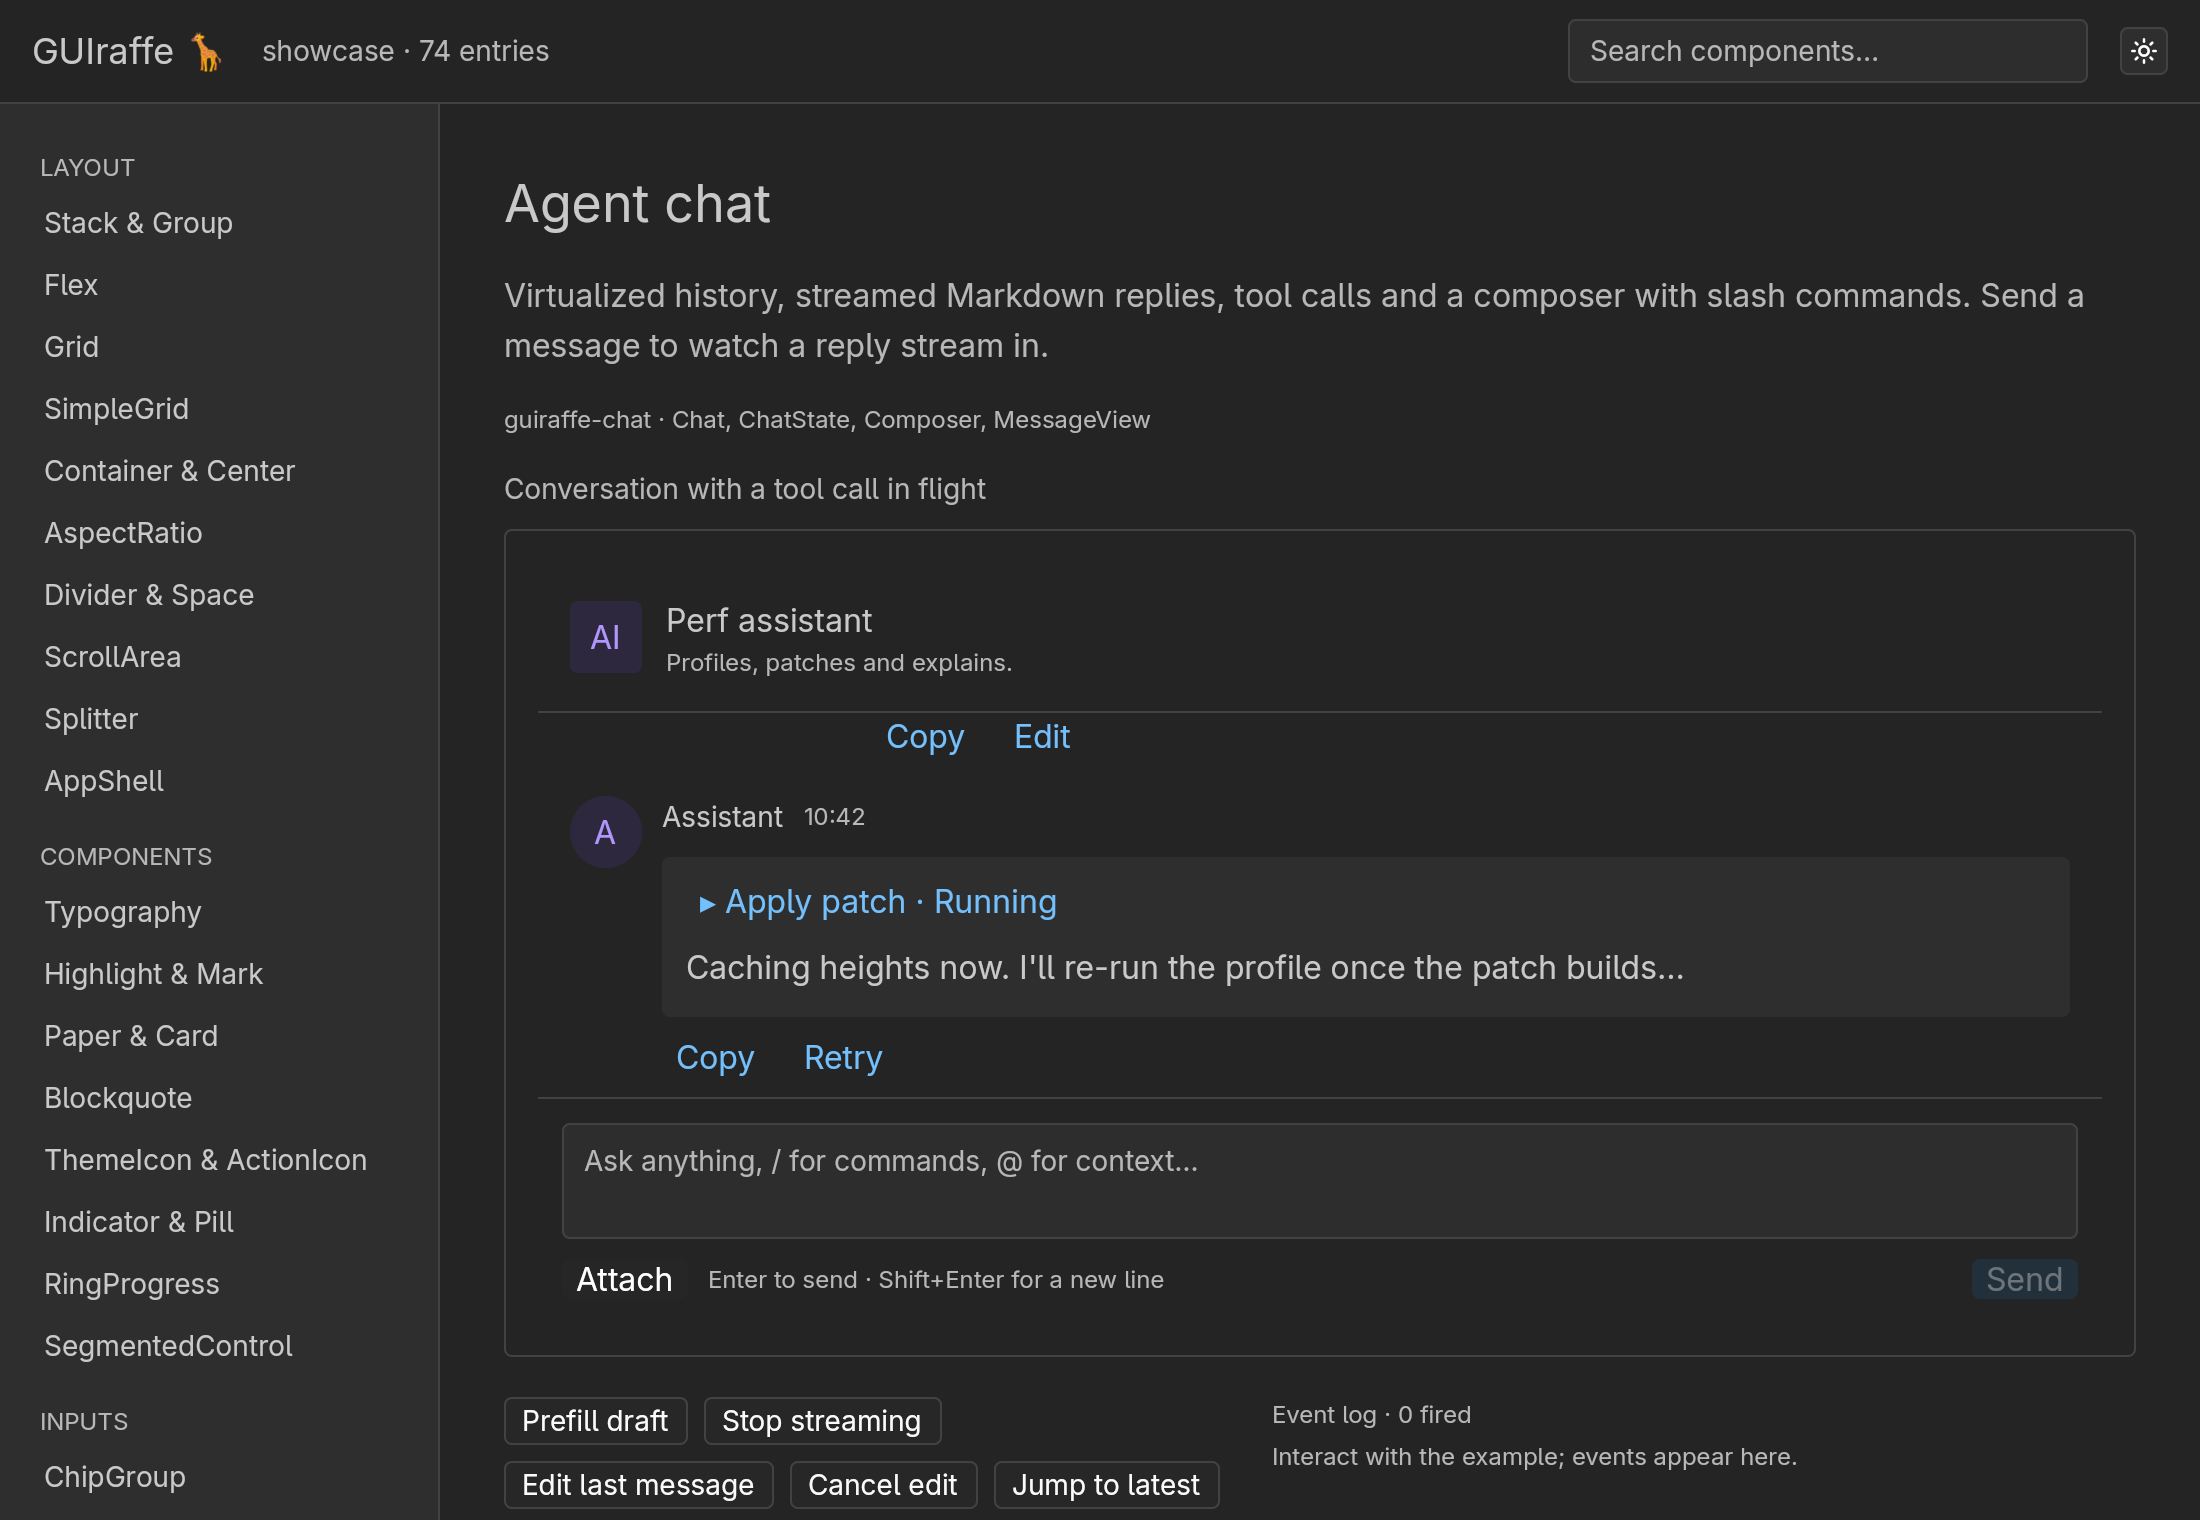 GUIraffe 🦒 showcase · 74 entries
Search components...
LAYOUT
Stack & Group
Flex
Grid
SimpleGrid
Container & Center
AspectRatio
Divider & Space
ScrollArea
Splitter
AppShell
COMPONENTS
Typography
Highlight & Mark
Paper & Card
Blockquote
ThemeIcon & ActionIcon
Indicator & Pill
RingProgress
SegmentedControl
INPUTS
ChipGroup
Agent chat
Virtualized history, streamed Markdown replies, tool calls and a composer with slash commands. Send a
message to watch a reply stream in.
guiraffe-chat · Chat, ChatState, Composer, MessageView
Conversation with a tool call in flight
AI
Perf assistant
Profiles, patches and explains.
Copy Edit
A
Assistant 10:42
▸ Apply patch · Running
Caching heights now. I'll re-run the profile once the patch builds...
Copy Retry
Ask anything, / for commands, @ for context...
Attach Enter to send · Shift+Enter for a new line Send
Prefill draft Stop streaming
Edit last message Cancel edit Jump to latest
Event log · 0 fired
Interact with the example; events appear here.